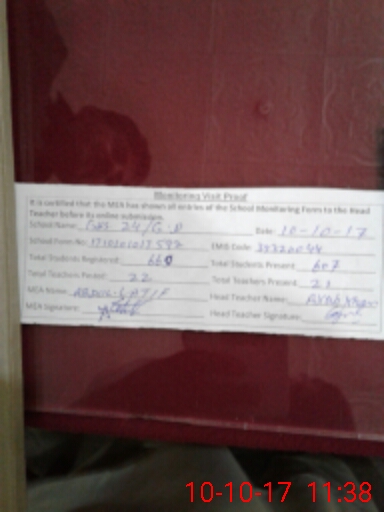 Monitoring Visit Proof
It is certified that the MEA has shown all entries of the School Monitoring Form to the Head
Teacher before its online submission.
School Name: 24/G.D Date: 10-10-17
School Form No: EMIS Code:
Total Students Registered: 660 Total Students Present: 607
Total Teachers Posted: 22 Total Teachers Present: 21
MEA Name: ABDUL LATIF Head Teacher Name:
MEA Signature: Head Teacher Signature:
10-10-17 11:38